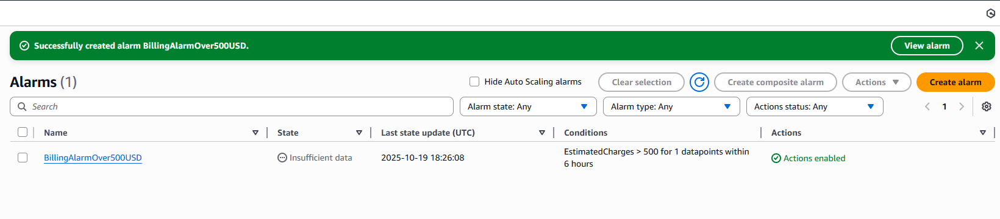 Successfully created alarm BillingAlarmOver500USD.
View alarm
Alarms (1)
Hide Auto Scaling alarms
Clear selection
Create composite alarm
Actions
Create alarm
Search
Alarm state: Any
Alarm type: Any
Actions status: Any
1
Name
State
Last state update (UTC)
Conditions
Actions
BillingAlarmOver500USD
Insufficient data
2025-10-19 18:26:08
EstimatedCharges > 500 for 1 datapoints within
6 hours
Actions enabled